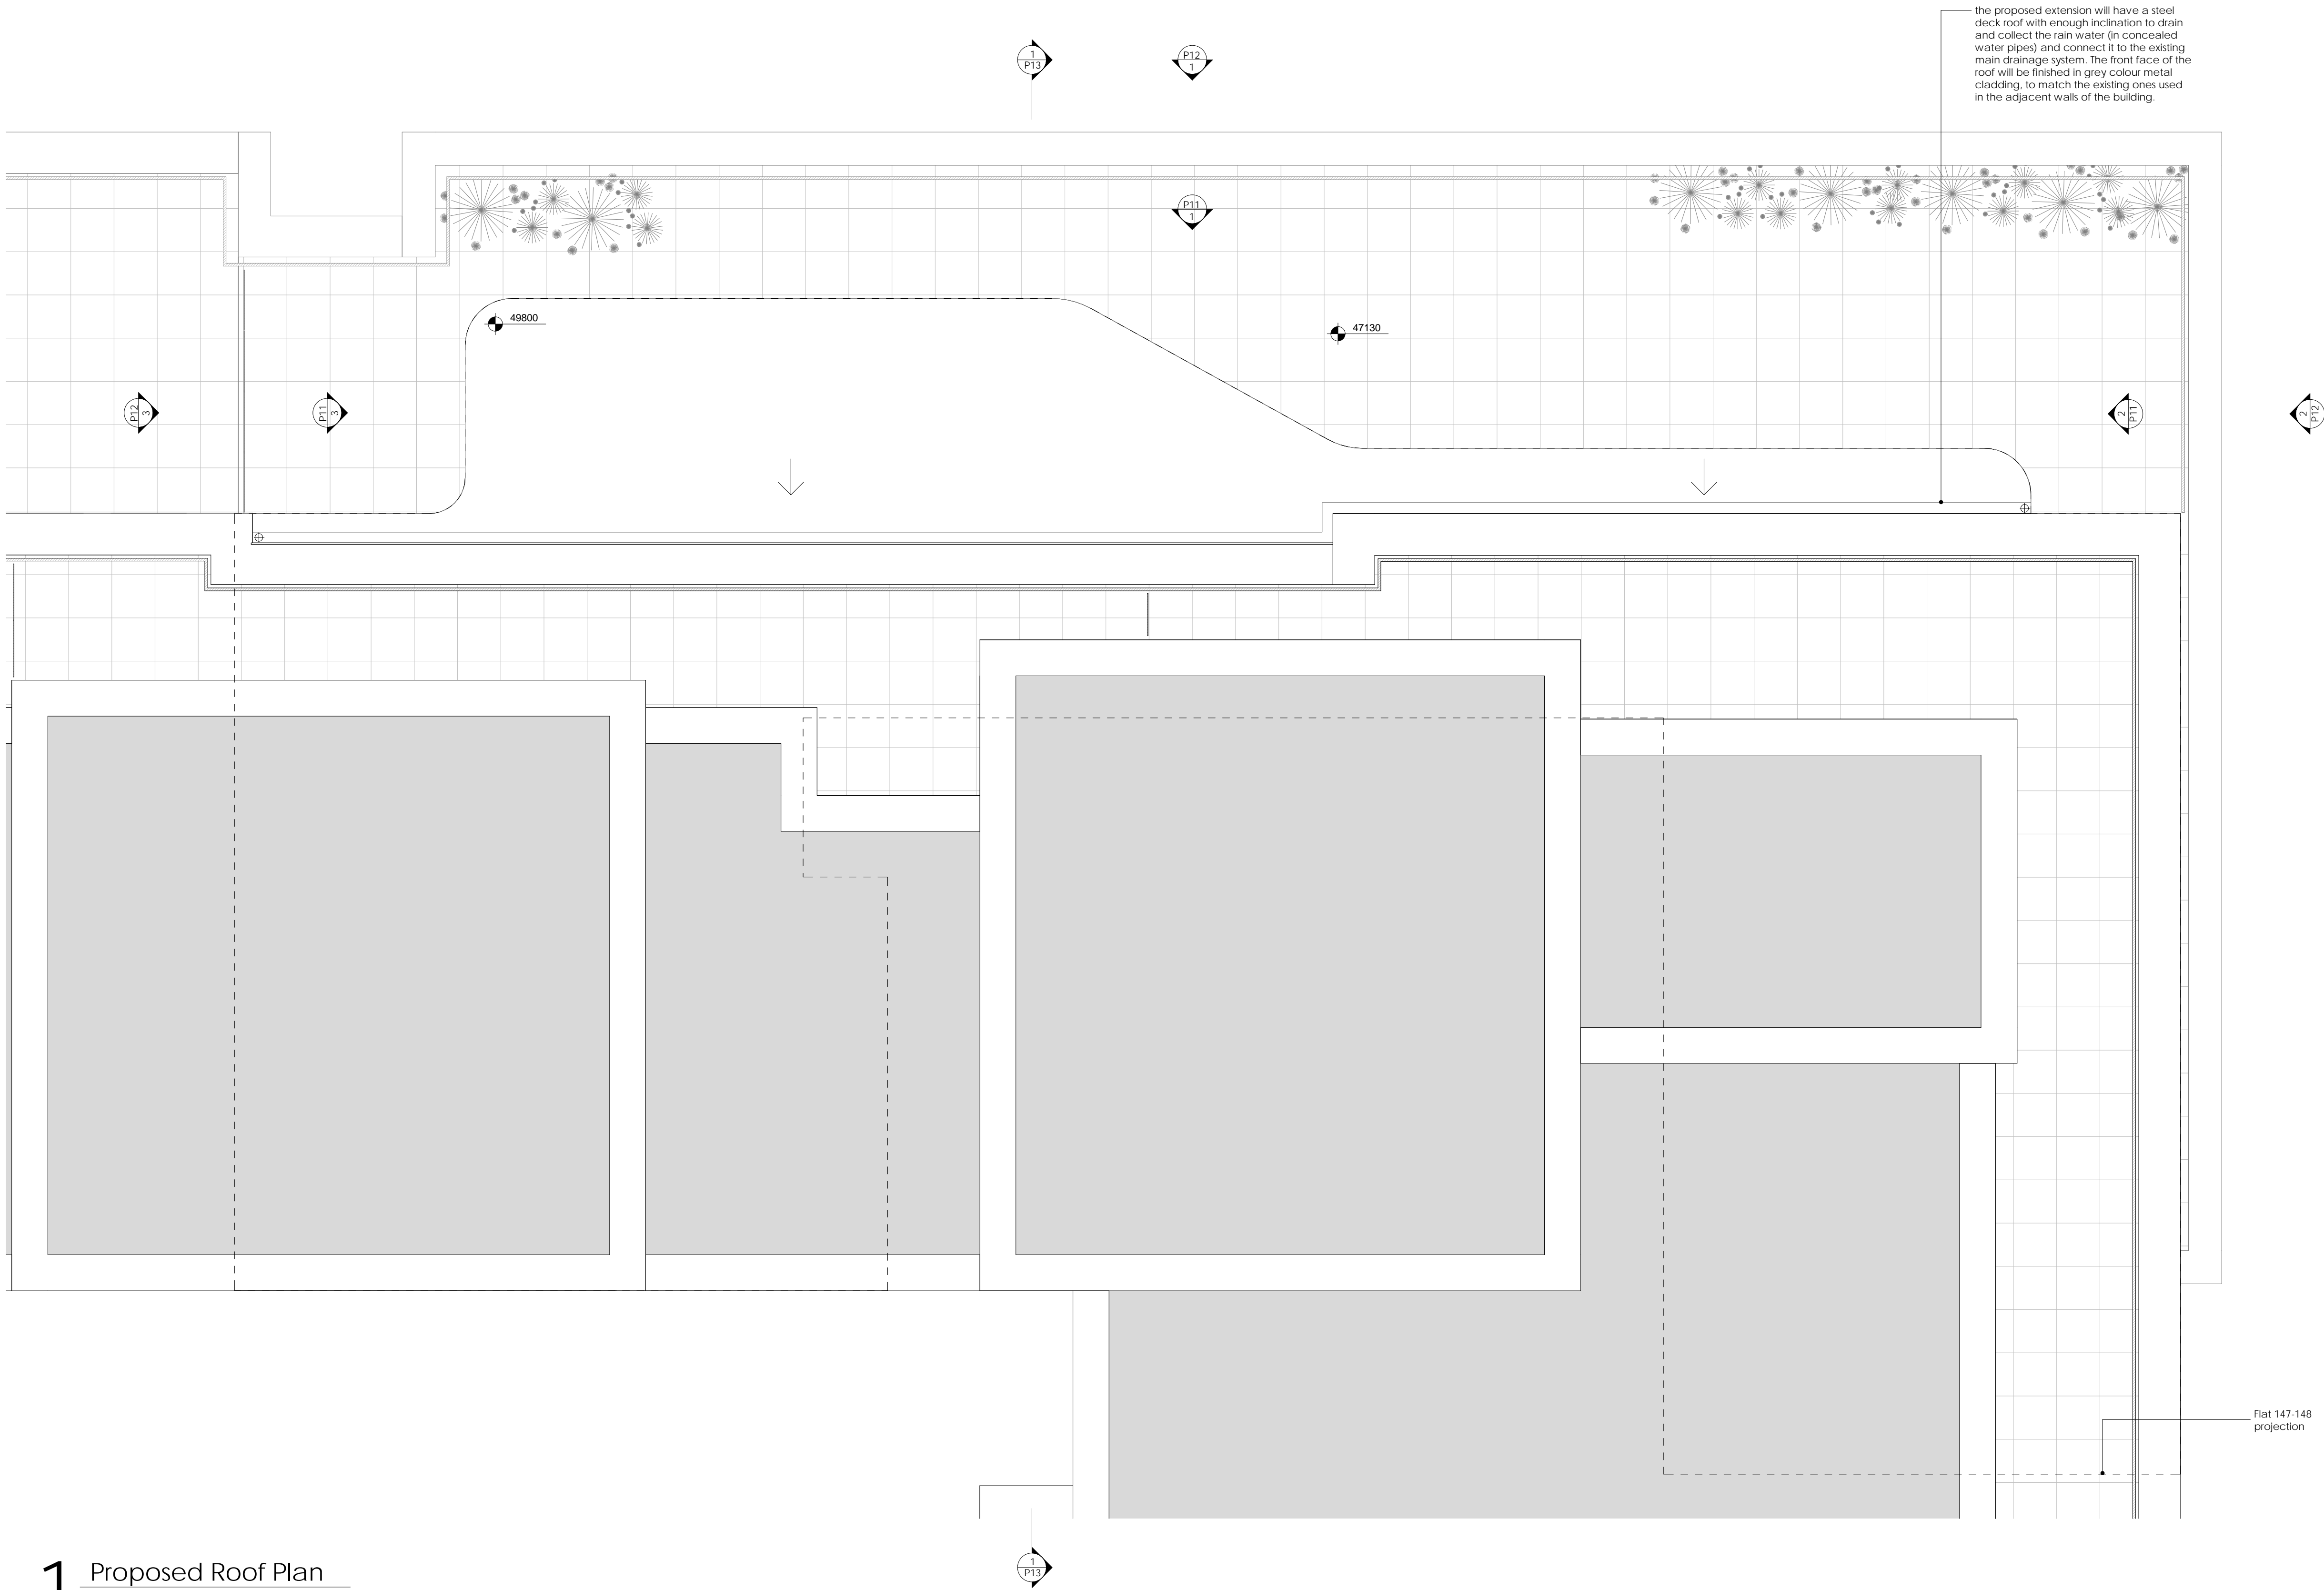 the proposed extension will have a steel
deck roof with enough inclination to drain
and collect the rain water (in concealed
water pipes) and connect it to the existing
main drainage system. The front face of the
roof will be finished in grey colour metal
cladding, to match the existing ones used
in the adjacent walls of the building.
1
P13
P12
1
P11
1
49800
47130
P12
3
P11
3
2
P11
2
P12
Flat 147-148
projection
1
P13
1 Proposed Roof Plan